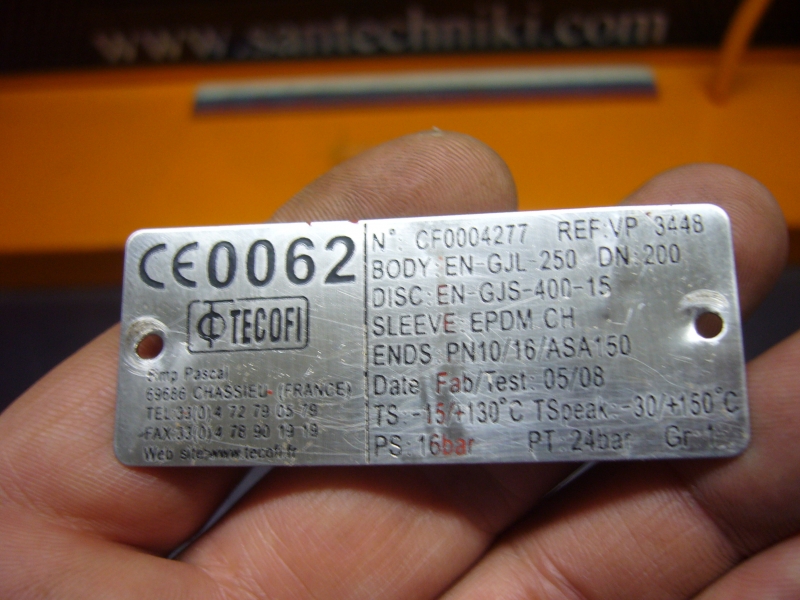 www.santechniki.com
CE0062
TECOFI
Pascal
69686 CHASSIEU-(FRANCE)
TEL 33(0)4 72 79 05 79
FAX 33(0)4 78 90 19 19
Web site:www.tecofi.fr
N°: CF0004277 REF:VP 3448
BODY:EN-GJL-250 DN:200
DISC:EN-GJS-400-15
SLEEVE:EPDM CH
ENDS:PN10/16/ASA150
Date Fab/Test: 05/08
TS:-15/+130°C TSpeak:-30/+150°C
PS:16bar PT:24bar Gr:1